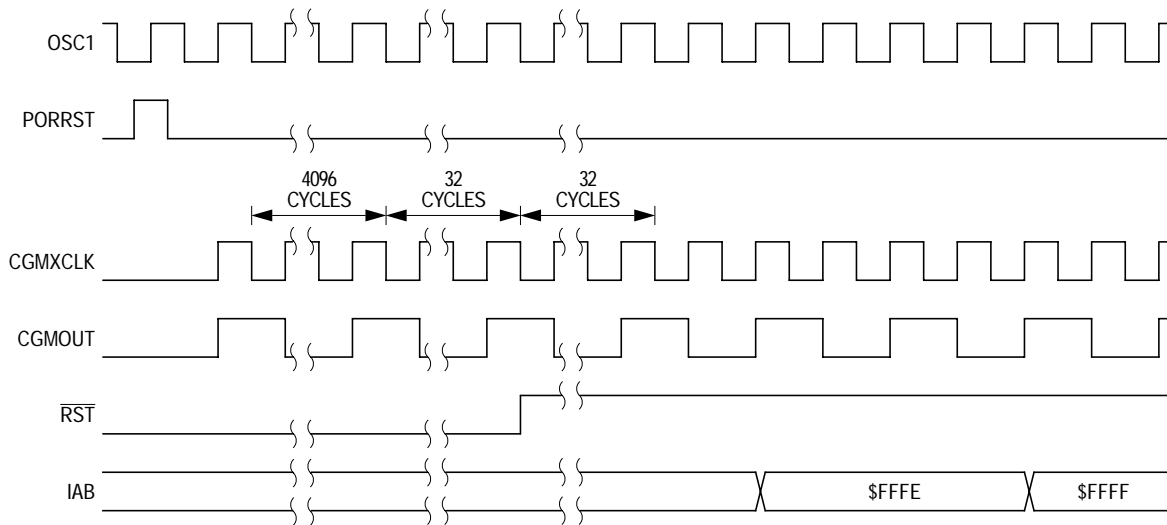 OSC1
PORRST
4096
CYCLES
32
CYCLES
32
CYCLES
CGMXCLK
CGMOUT
RST
IAB
$FFFE
$FFFF